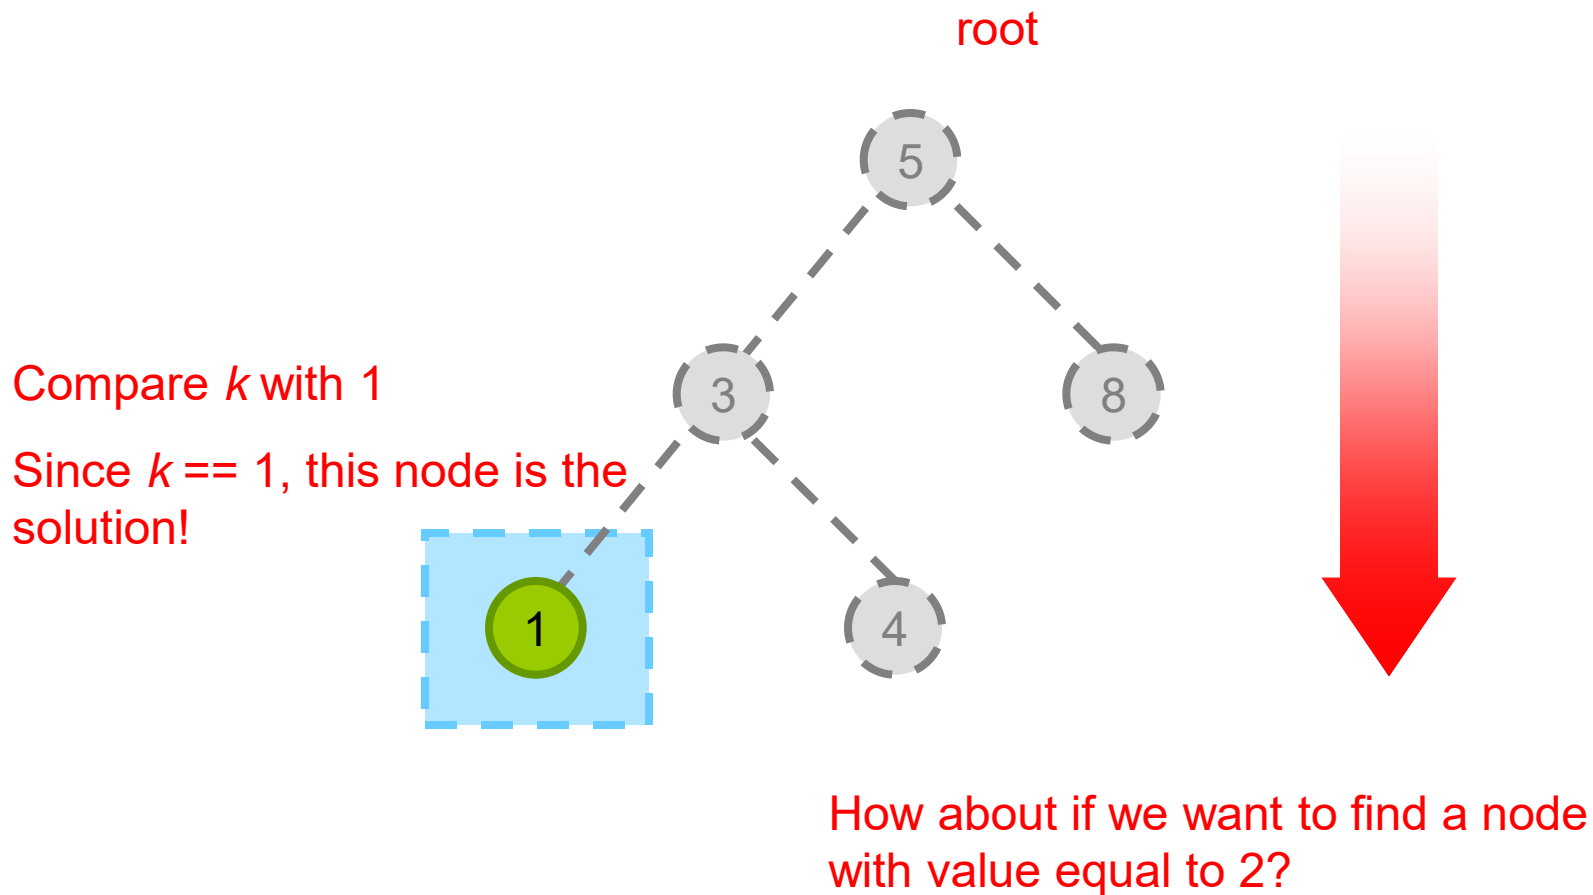 root
5
3
8
Compare k with 1
Since k == 1, this node is the
solution!
1
4
How about if we want to find a node
with value equal to 2?